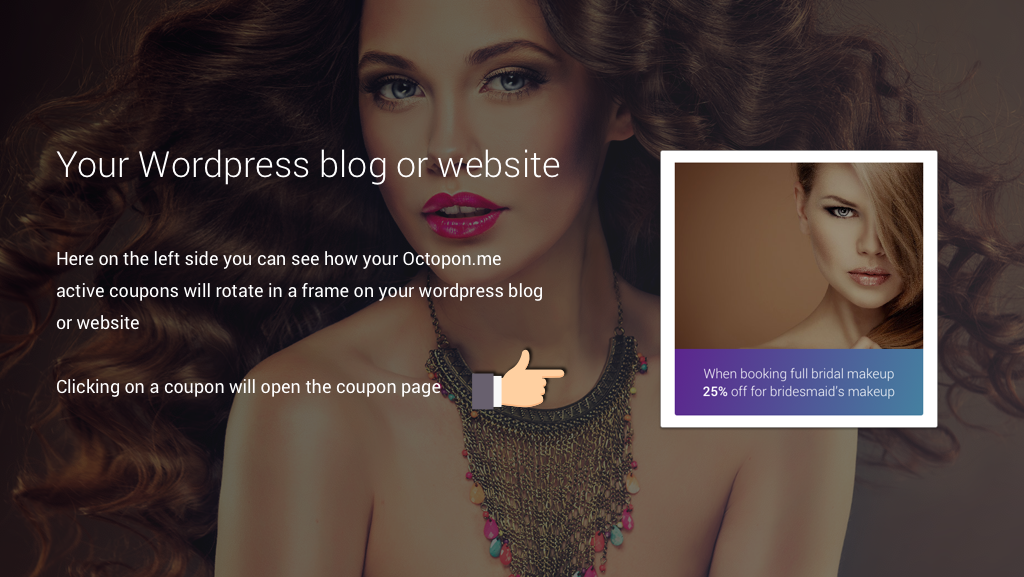 Your Wordpress blog or website
Here on the left side you can see how your Octopon.me
active coupons will rotate in a frame on your wordpress blog
or website
Clicking on a coupon will open the coupon page
When booking full bridal makeup
25% off for bridesmaid's makeup